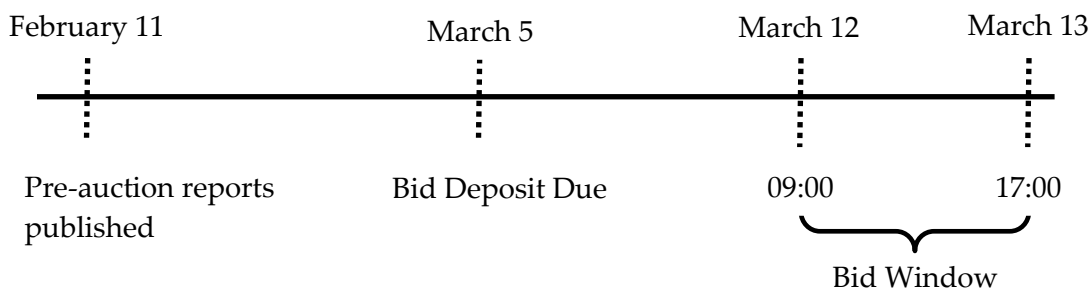 February 11
March 5
March 12
March 13
Pre-auction reports
published
Bid Deposit Due
09:00
17:00
Bid Window